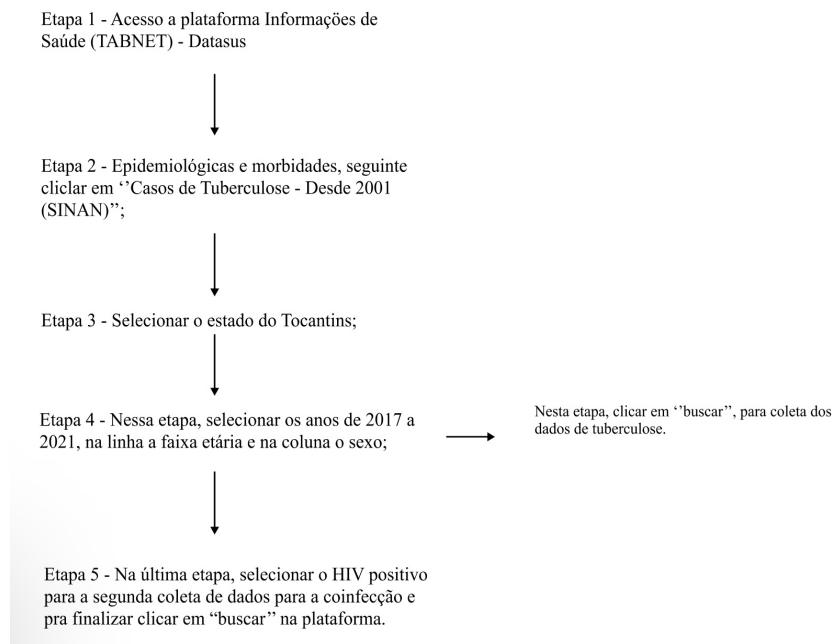 Etapa 1 - Acesso a plataforma Informações de
Saúde (TABNET) - Datasus
Etapa 2 - Epidemiológicas e morbidades, seguinte
cliclar em ‘’Casos de Tuberculose - Desde 2001
(SINAN)’’;
Etapa 3 - Selecionar o estado do Tocantins;
Etapa 4 - Nessa etapa, selecionar os anos de 2017 a
2021, na linha a faixa etária e na coluna o sexo;
Nesta etapa, clicar em ‘’buscar’’, para coleta dos
dados de tuberculose.
Etapa 5 - Na última etapa, selecionar o HIV positivo
para a segunda coleta de dados para a coinfecção e
pra finalizar clicar em “buscar’’ na plataforma.